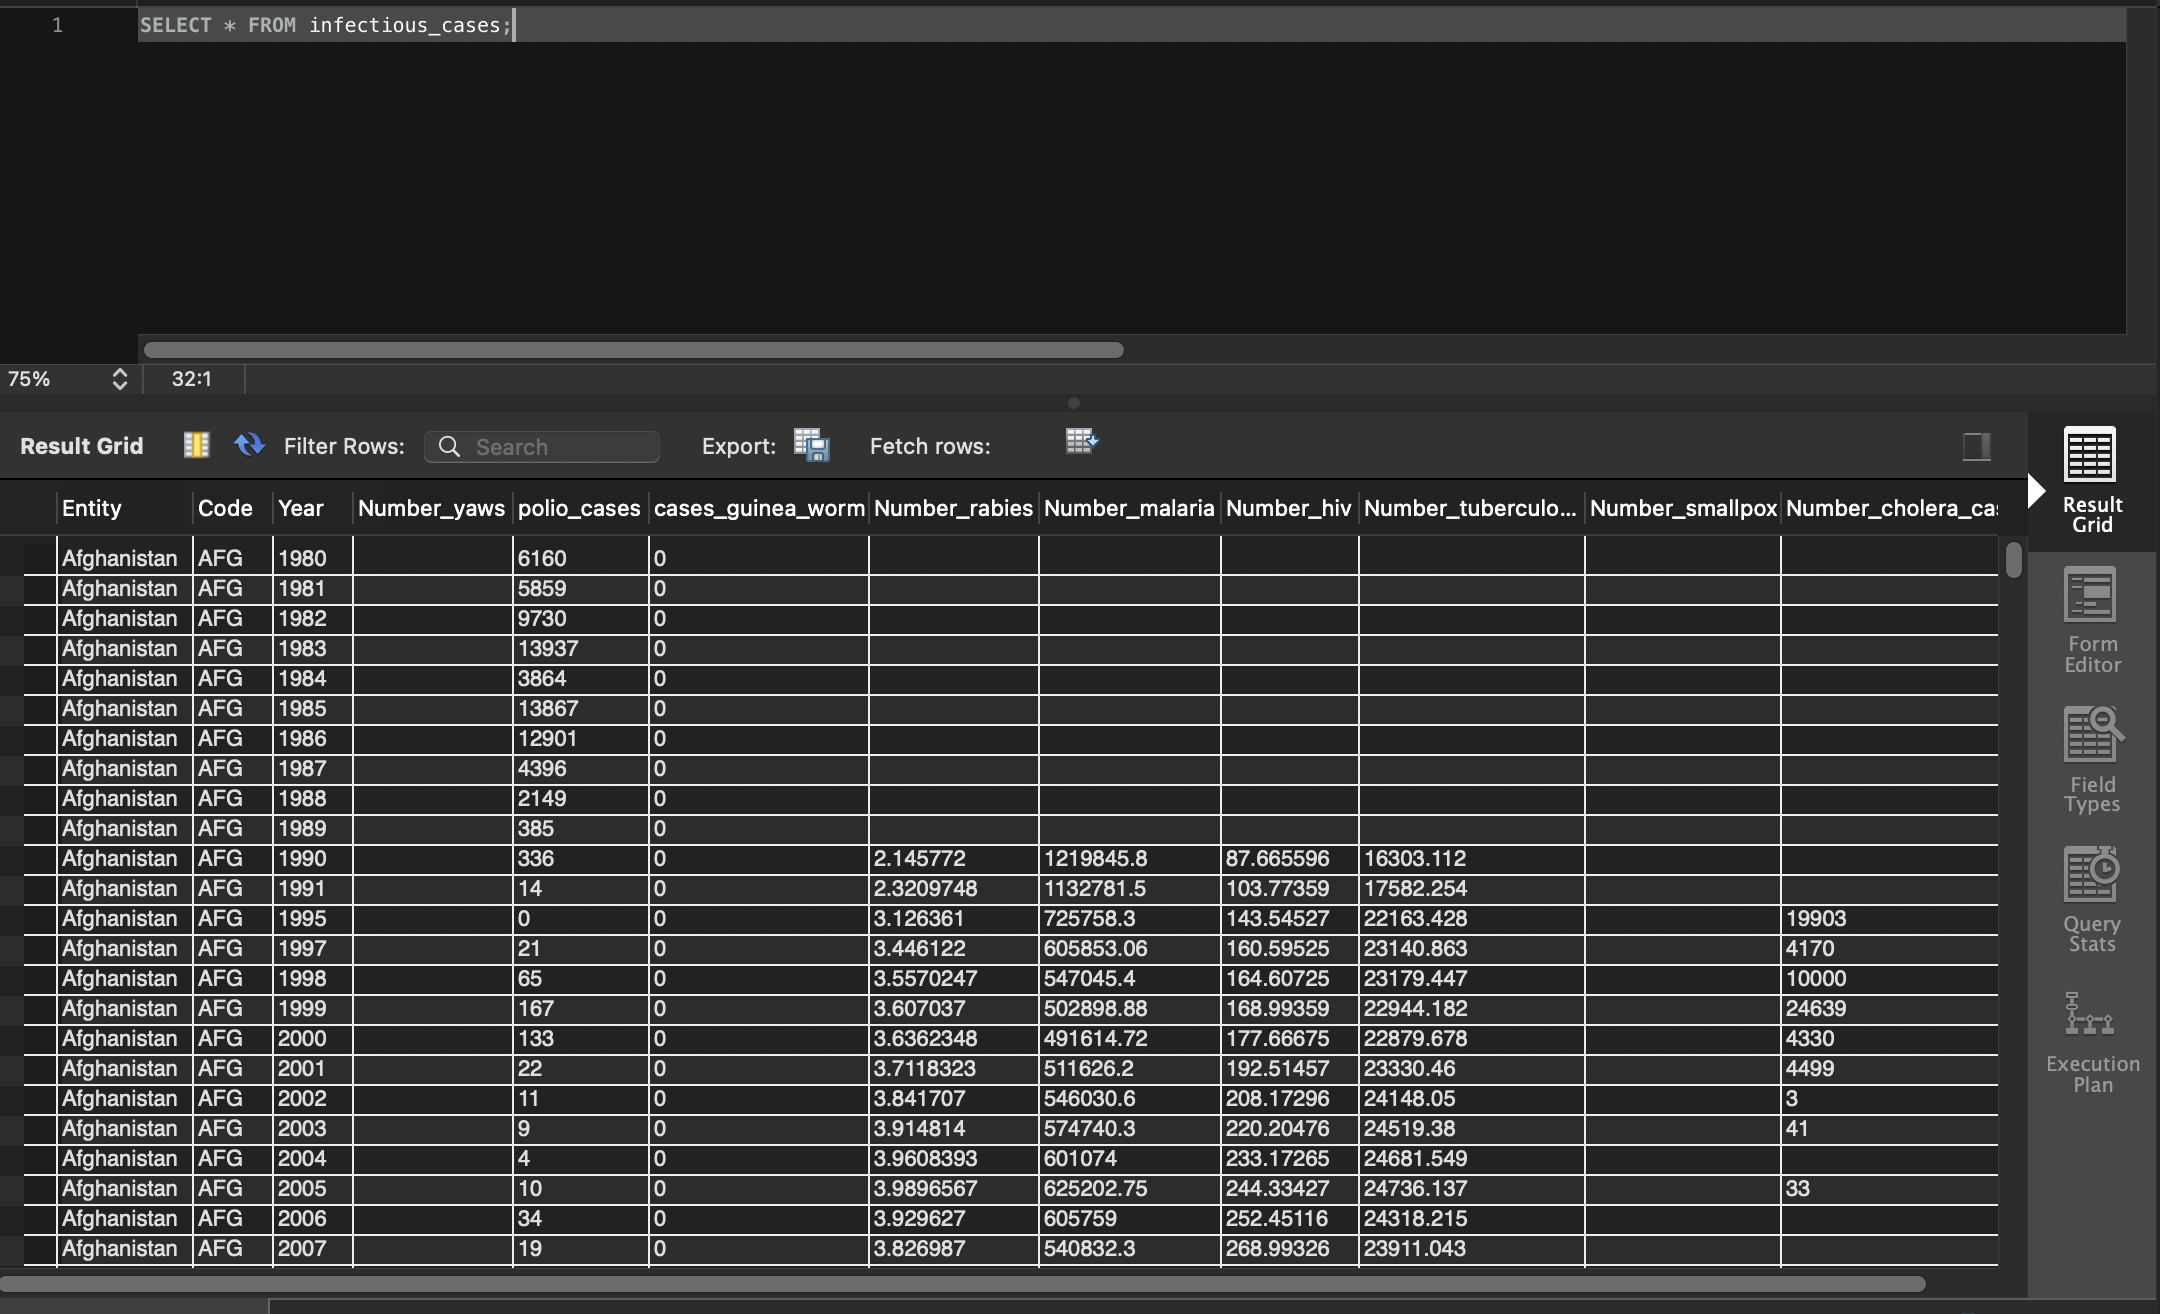 1 SELECT * FROM infectious_cases;
75% 32:1
Result Grid Filter Rows: Search Export: Fetch rows:
Entity Code Year Number_yaws polio_cases cases_guinea_worm Number_rabies Number_malaria Number_hiv Number_tuberculo... Number_smallpox Number_cholera_cas
Afghanistan AFG 1980 6160 0
Afghanistan AFG 1981 5859 0
Afghanistan AFG 1982 9730 0
Afghanistan AFG 1983 13937 0
Afghanistan AFG 1984 3864 0
Afghanistan AFG 1985 13867 0
Afghanistan AFG 1986 12901 0
Afghanistan AFG 1987 4396 0
Afghanistan AFG 1988 2149 0
Afghanistan AFG 1989 385 0
Afghanistan AFG 1990 336 0 2.145772 1219845.8 87.665596 16303.112
Afghanistan AFG 1991 14 0 2.3209748 1132781.5 103.77359 17582.254
Afghanistan AFG 1995 0 0 3.126361 725758.3 143.54527 22163.428 19903
Afghanistan AFG 1997 21 0 3.446122 605853.06 160.59525 23140.863 4170
Afghanistan AFG 1998 65 0 3.5570247 547045.4 164.60725 23179.447 10000
Afghanistan AFG 1999 167 0 3.607037 502898.88 168.99359 22944.182 24639
Afghanistan AFG 2000 133 0 3.6362348 491614.72 177.66675 22879.678 4330
Afghanistan AFG 2001 22 0 3.7118323 511626.2 192.51457 23330.46 4499
Afghanistan AFG 2002 11 0 3.841707 546030.6 208.17296 24148.05 3
Afghanistan AFG 2003 9 0 3.914814 574740.3 220.20476 24519.38 41
Afghanistan AFG 2004 4 0 3.9608393 601074 233.17265 24681.549
Afghanistan AFG 2005 10 0 3.9896567 625202.75 244.33427 24736.137 33
Afghanistan AFG 2006 34 0 3.929627 605759 252.45116 24318.215
Afghanistan AFG 2007 19 0 3.826987 540832.3 268.99326 23911.043
Result
Grid
Form
Editor
Field
Types
Query
Stats
Execution
Plan